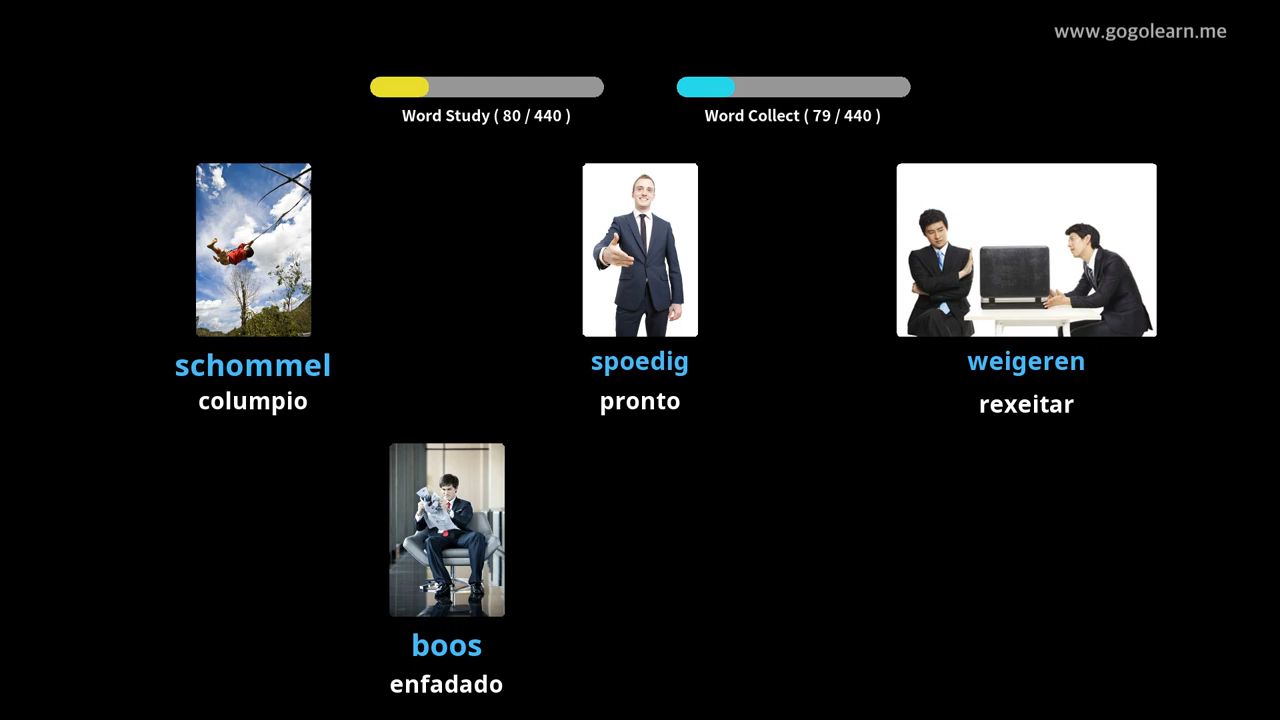 www.gogolearn.me
Word Study ( 80 / 440 )
Word Collect ( 79 / 440 )
schommel
columpio
spoedig
pronto
weigeren
rexeitar
boos
enfadado